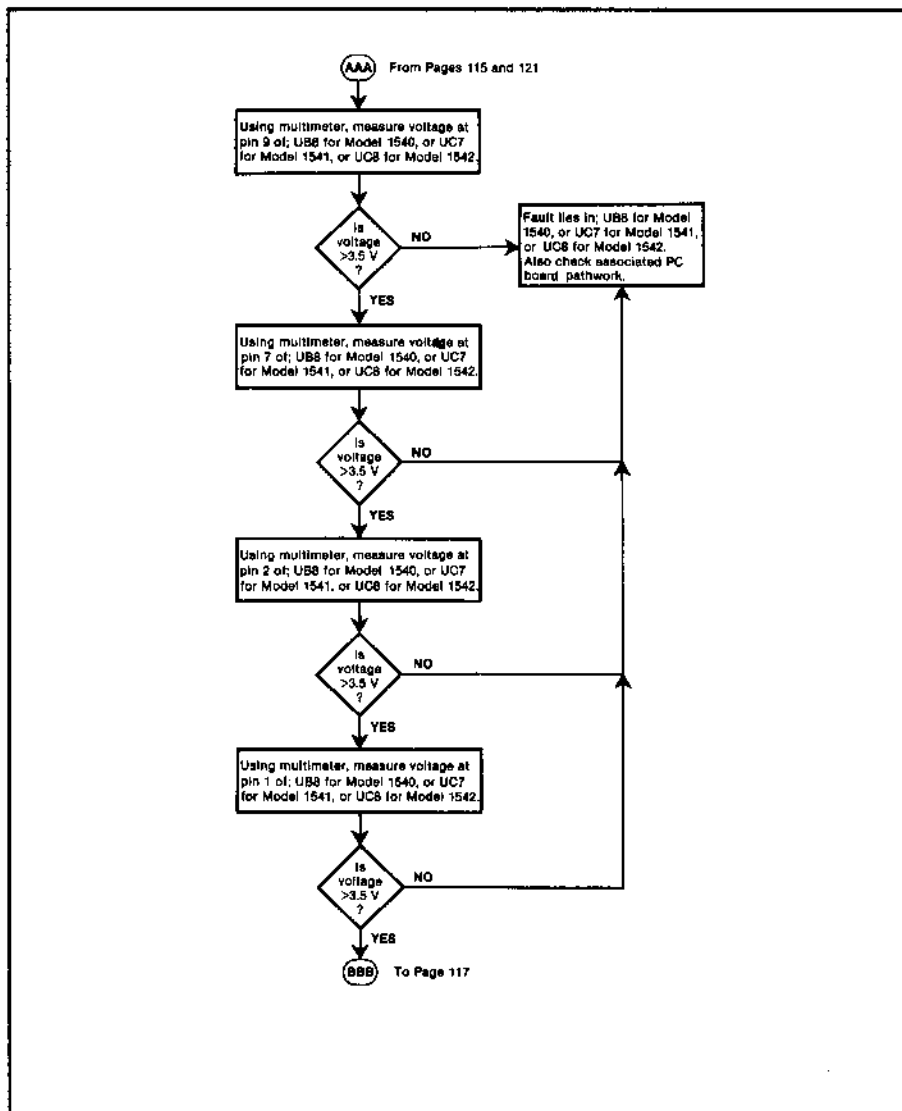 AAA From Pages 115 and 121
Using multimeter, measure voltage at
pin 9 of; UB8 for Model 1540, or UC7
for Model 1541, or UC8 for Model 1542.
Is
voltage
>3.5 V
?
NO
YES
Fault lies in; UB8 for Model
1540, or UC7 for Model 1541,
or UC8 for Model 1542.
Also check associated PC
board pathwork.
Using multimeter, measure voltage at
pin 7 of; UB8 for Model 1540, or UC7
for Model 1541, or UC8 for Model 1542.
Is
voltage
>3.5 V
?
NO
YES
Using multimeter, measure voltage at
pin 2 of; UB8 for Model 1540, or UC7
for Model 1541, or UC8 for Model 1542.
Is
voltage
>3.5 V
?
NO
YES
Using multimeter, measure voltage at
pin 1 of; UB8 for Model 1540, or UC7
for Model 1541, or UC8 for Model 1542.
Is
voltage
>3.5 V
?
NO
YES
BBB To Page 117